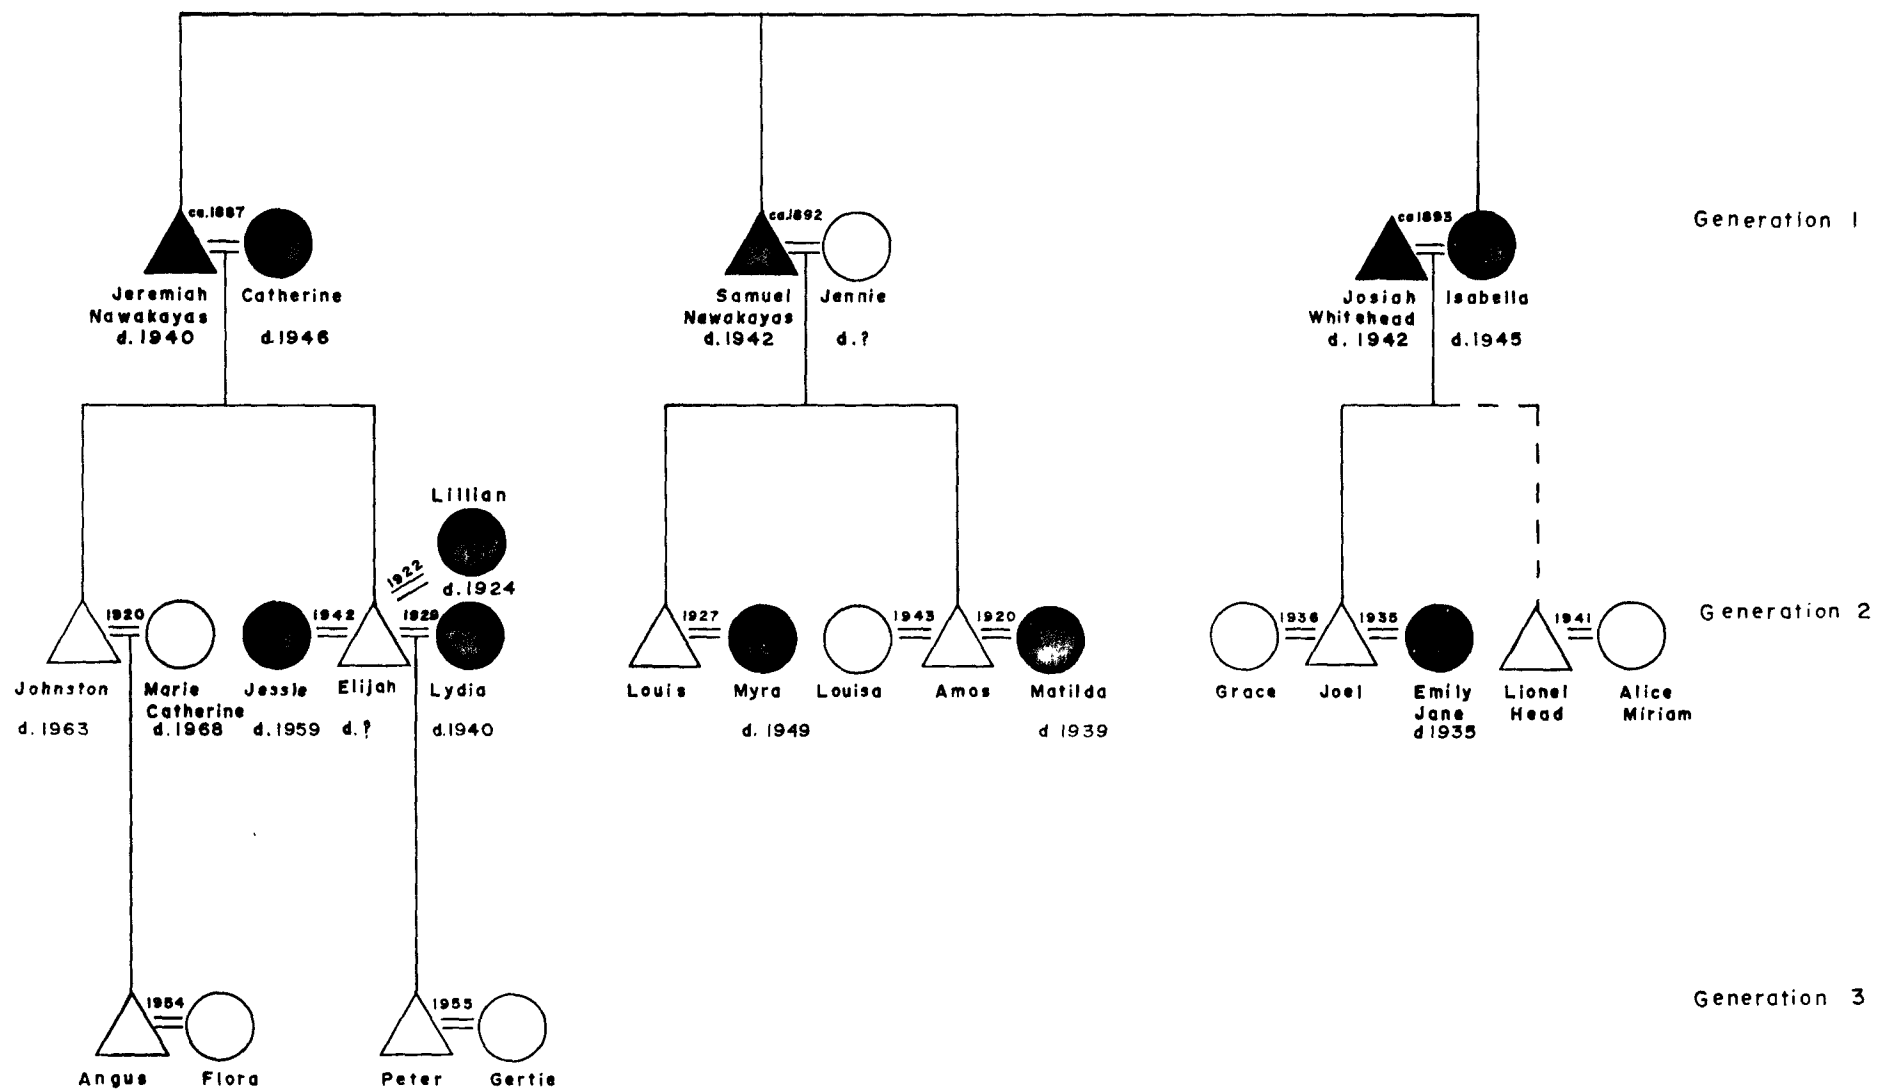 ca.1887
ca.1892
ca.1893
Generation 1
Jeremiah
Nawakayas
d.1940
Catherine
d.1946
Samuel
Nawakayas
d.1942
Jennie
d.?
Josiah
Whitehead
d. 1942
Isabella
d.1945
Lillian
1922
d.1924
1920
1942
1928
1927
1943
1920
1936
1935
1941
Generation 2
Johnston
d.1963
Marie
Catherine
d.1968
Jessie
d.1959
Elijah
d.?
Lydia
d.1940
Louis
Myra
d. 1949
Louisa
Amos
Matilda
d 1939
Grace
Joel
Emily
Jane
d 1935
Lionel
Head
Alice
Miriam
1954
1955
Generation 3
Angus
Flora
Peter
Gertie